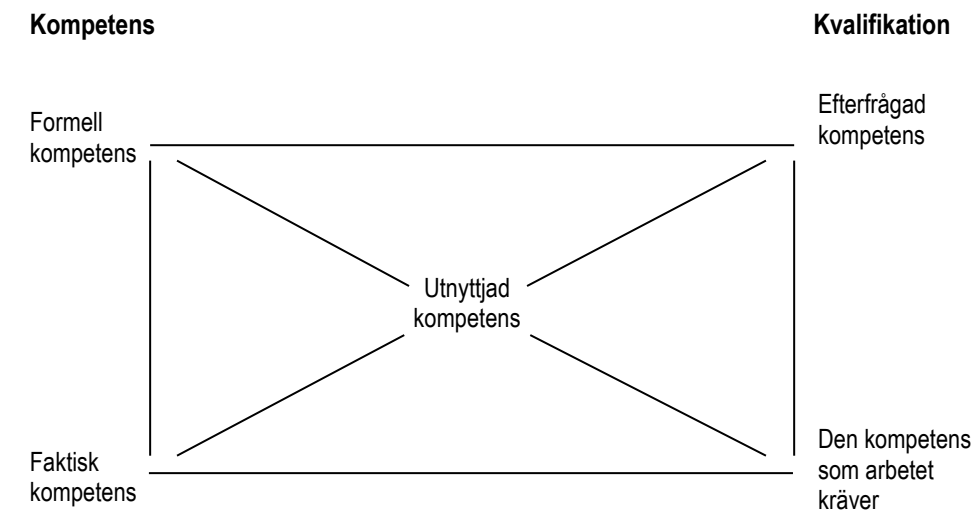 Kompetens
Kvalifikation
Formell
kompetens
Efterfrågad
kompetens
Utnyttjad
kompetens
Faktisk
kompetens
Den kompetens
som arbetet
kräver